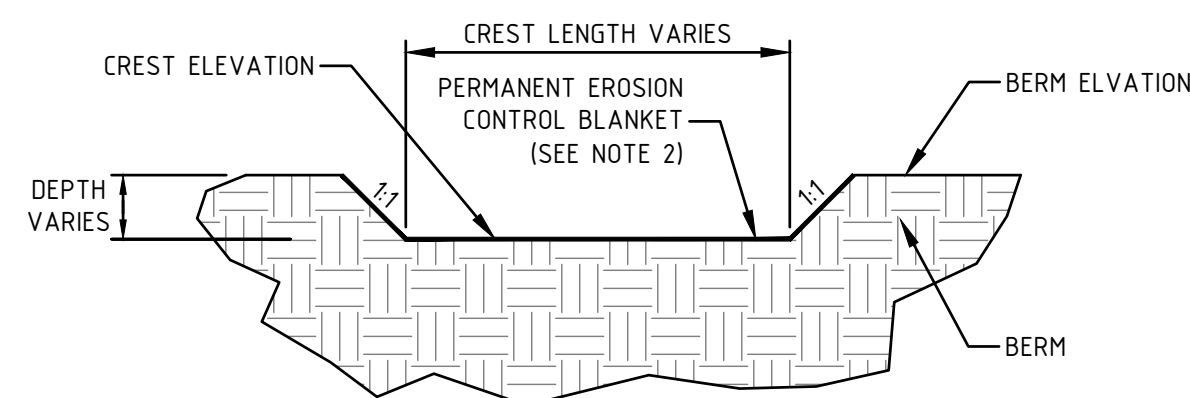 CREST LENGTH VARIES
CREST ELEVATION
PERMANENT EROSION
CONTROL BLANKET
(SEE NOTE 2)
BERM ELVATION
DEPTH
VARIES
1:1
1:1
BERM